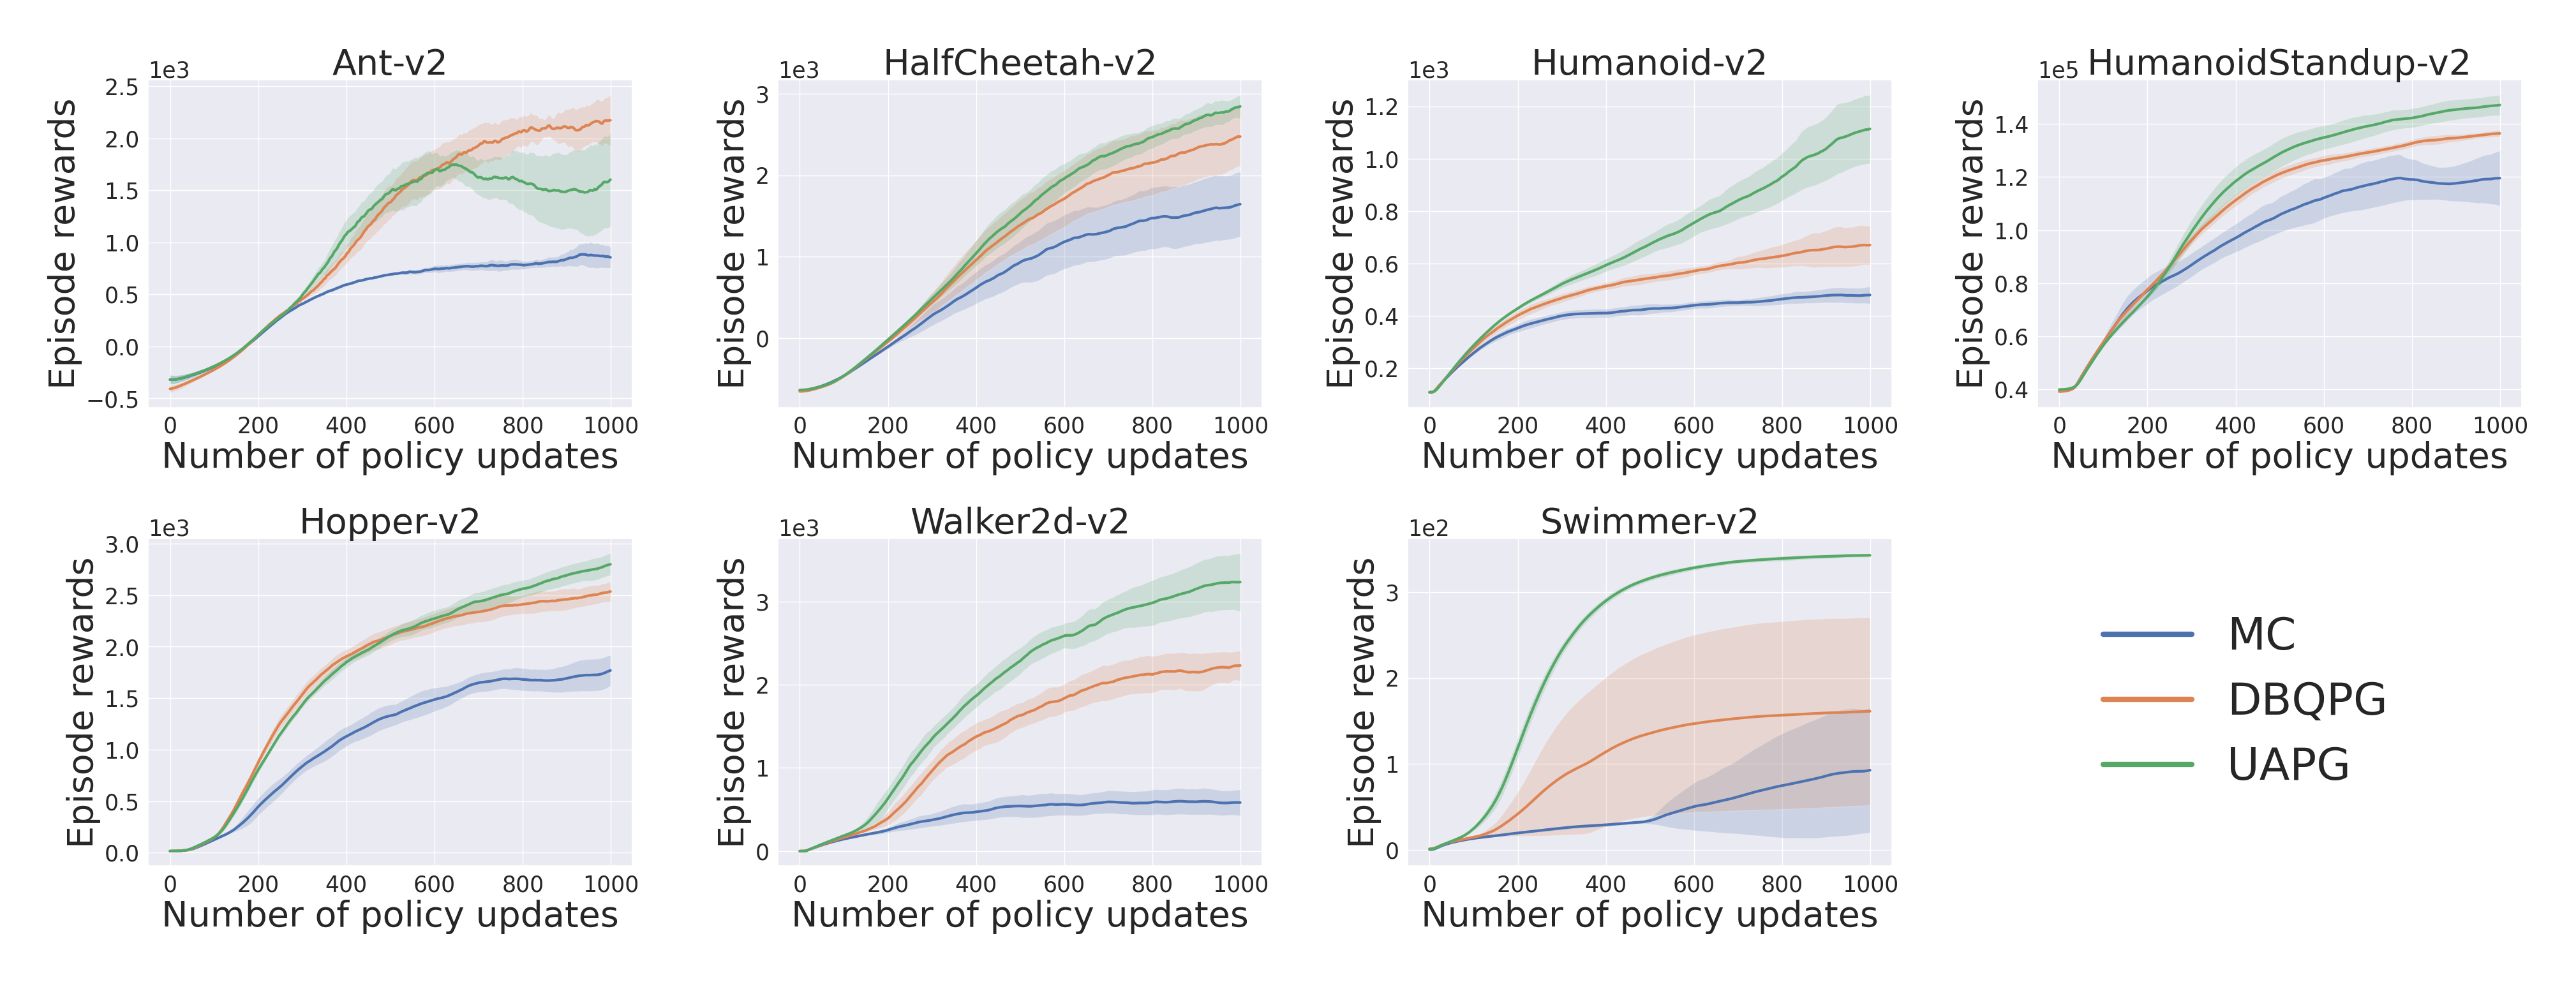 Ant-v2
1e3
Episode rewards
2.5
2.0
1.5
1.0
0.5
0.0
−0.5
0 200 400 600 800 1000
Number of policy updates
HalfCheetah-v2
1e3
Episode rewards
3
2
1
0
0 200 400 600 800 1000
Number of policy updates
Humanoid-v2
1e3
Episode rewards
1.2
1.0
0.8
0.6
0.4
0.2
0 200 400 600 800 1000
Number of policy updates
HumanoidStandup-v2
1e5
Episode rewards
1.4
1.2
1.0
0.8
0.6
0.4
0 200 400 600 800 1000
Number of policy updates
Hopper-v2
1e3
Episode rewards
3.0
2.5
2.0
1.5
1.0
0.5
0.0
0 200 400 600 800 1000
Number of policy updates
Walker2d-v2
1e3
Episode rewards
3
2
1
0
0 200 400 600 800 1000
Number of policy updates
Swimmer-v2
1e2
Episode rewards
3
2
1
0
0 200 400 600 800 1000
Number of policy updates
MC
DBQPG
UAPG